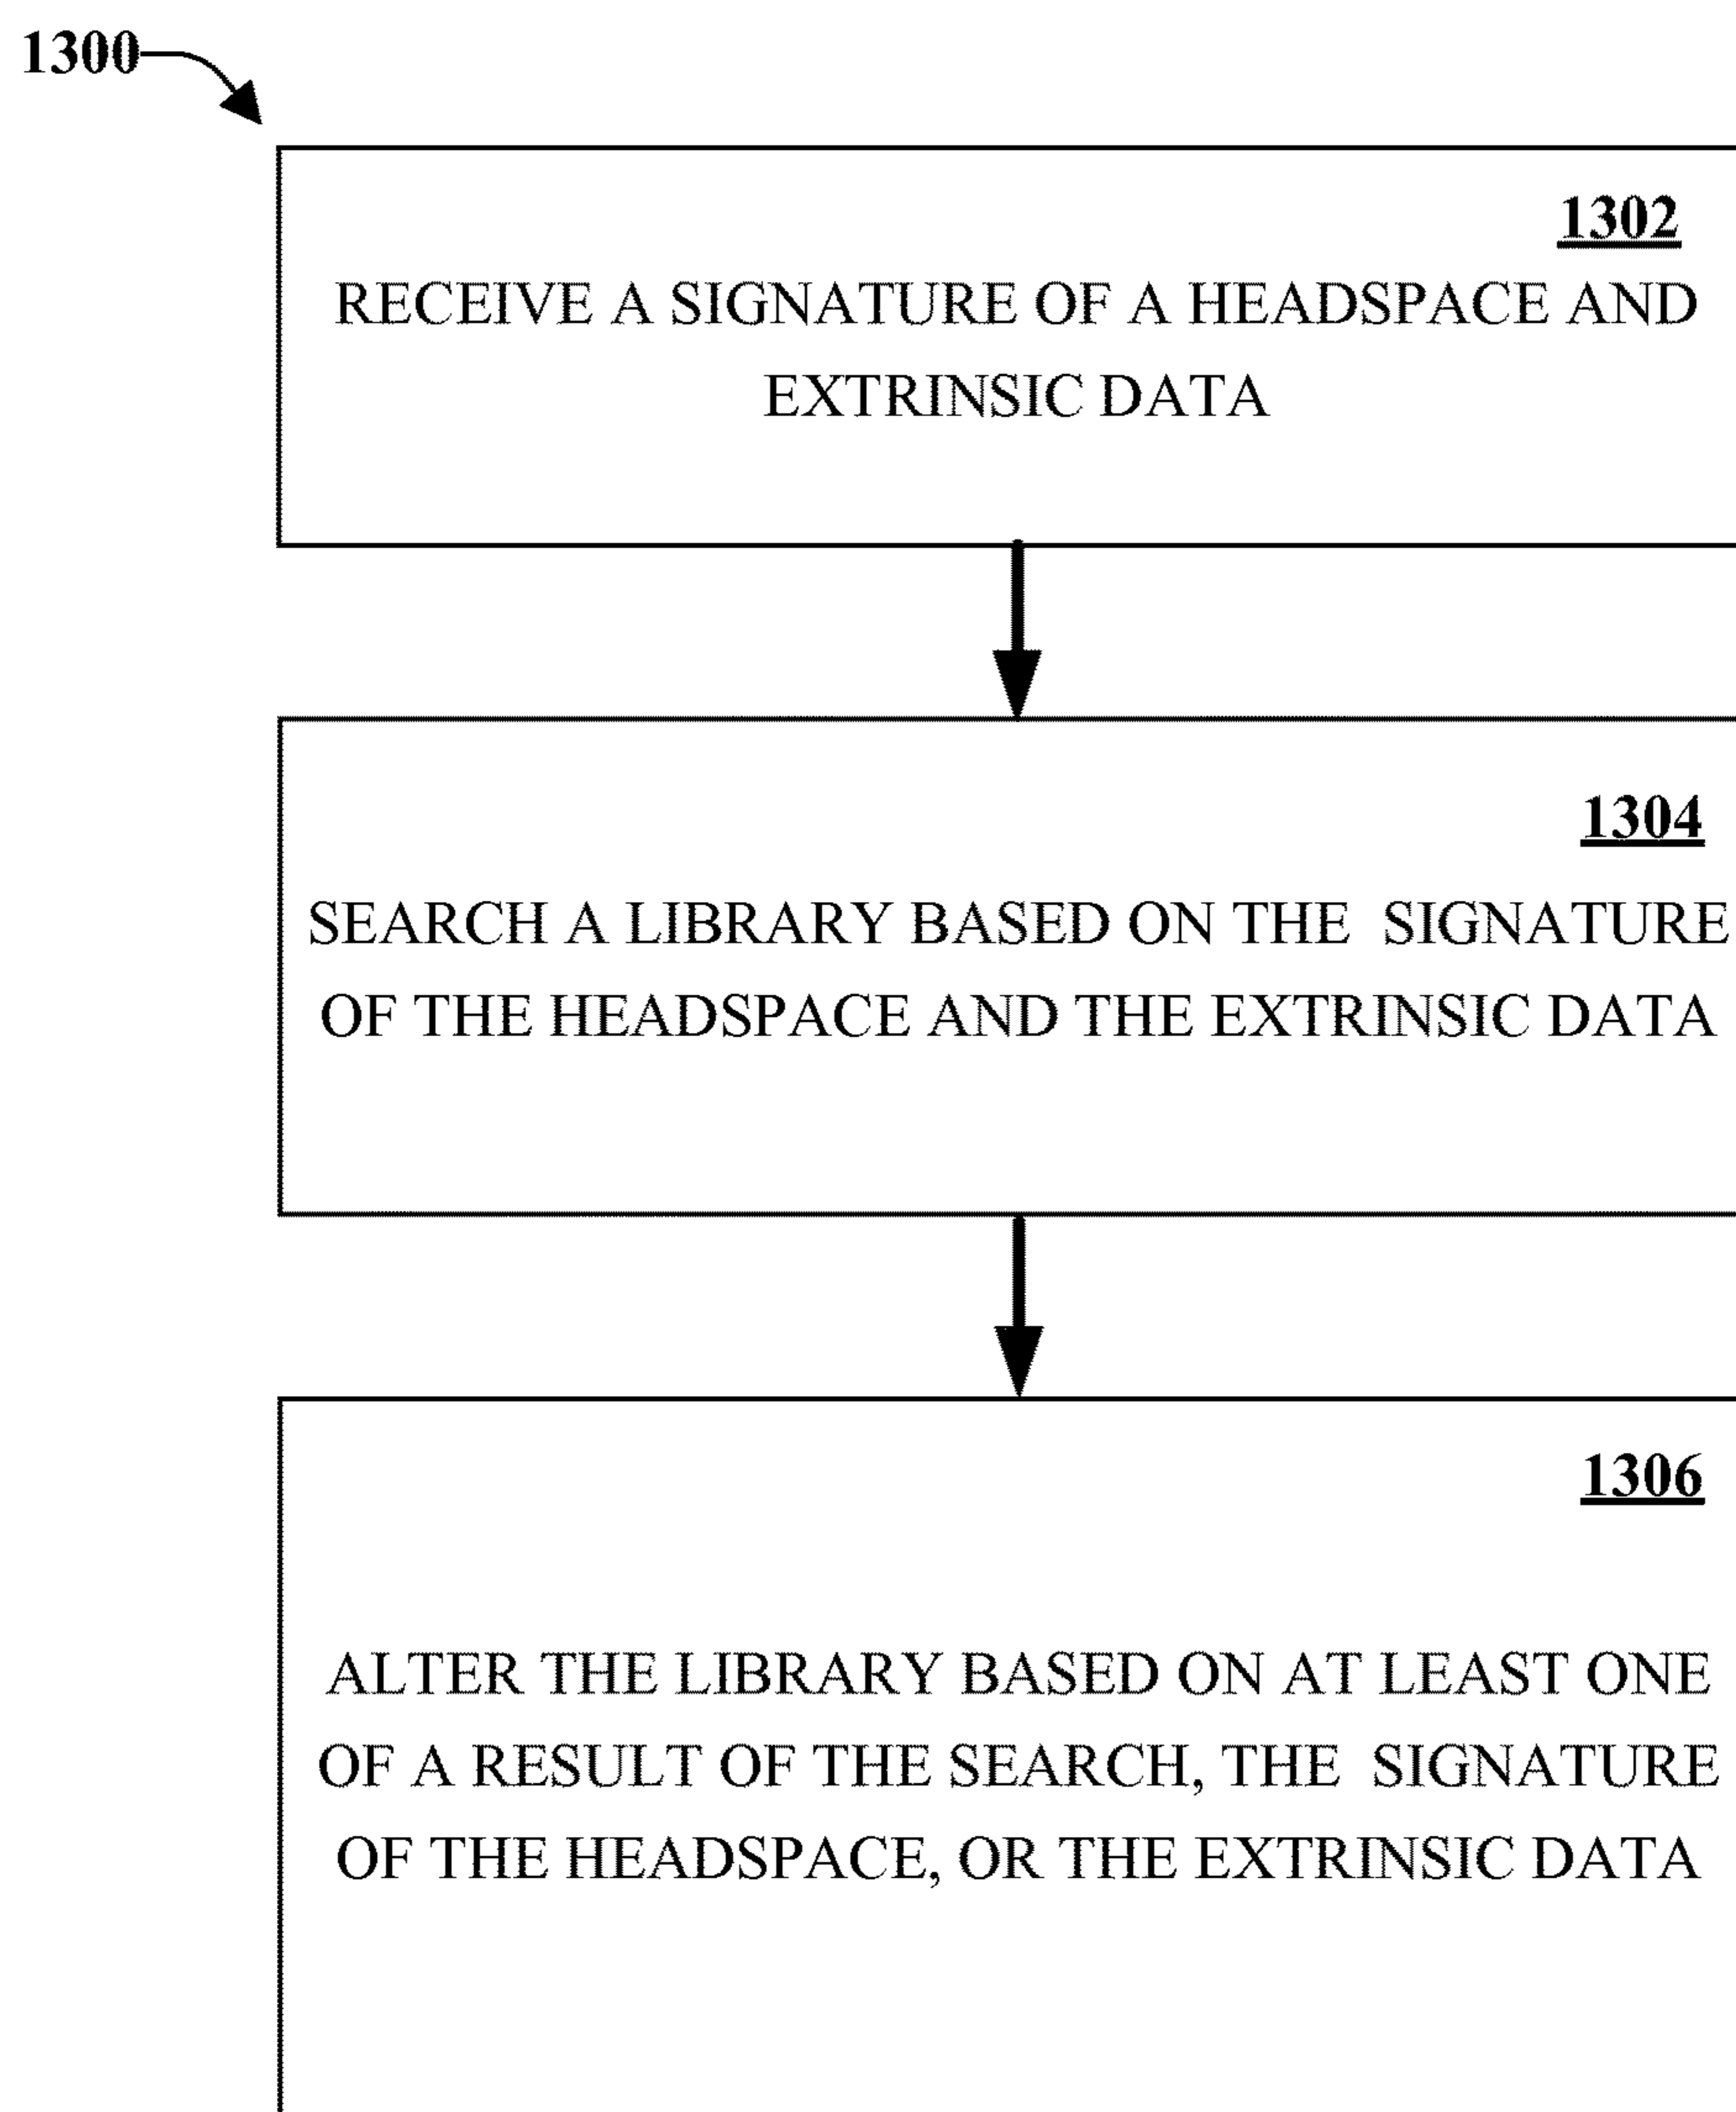 1300
1302
RECEIVE A SIGNATURE OF A HEADSPACE AND
EXTRINSIC DATA
1304
SEARCH A LIBRARY BASED ON THE SIGNATURE
OF THE HEADSPACE AND THE EXTRINSIC DATA
1306
ALTER THE LIBRARY BASED ON AT LEAST ONE
OF A RESULT OF THE SEARCH, THE SIGNATURE
OF THE HEADSPACE, OR THE EXTRINSIC DATA